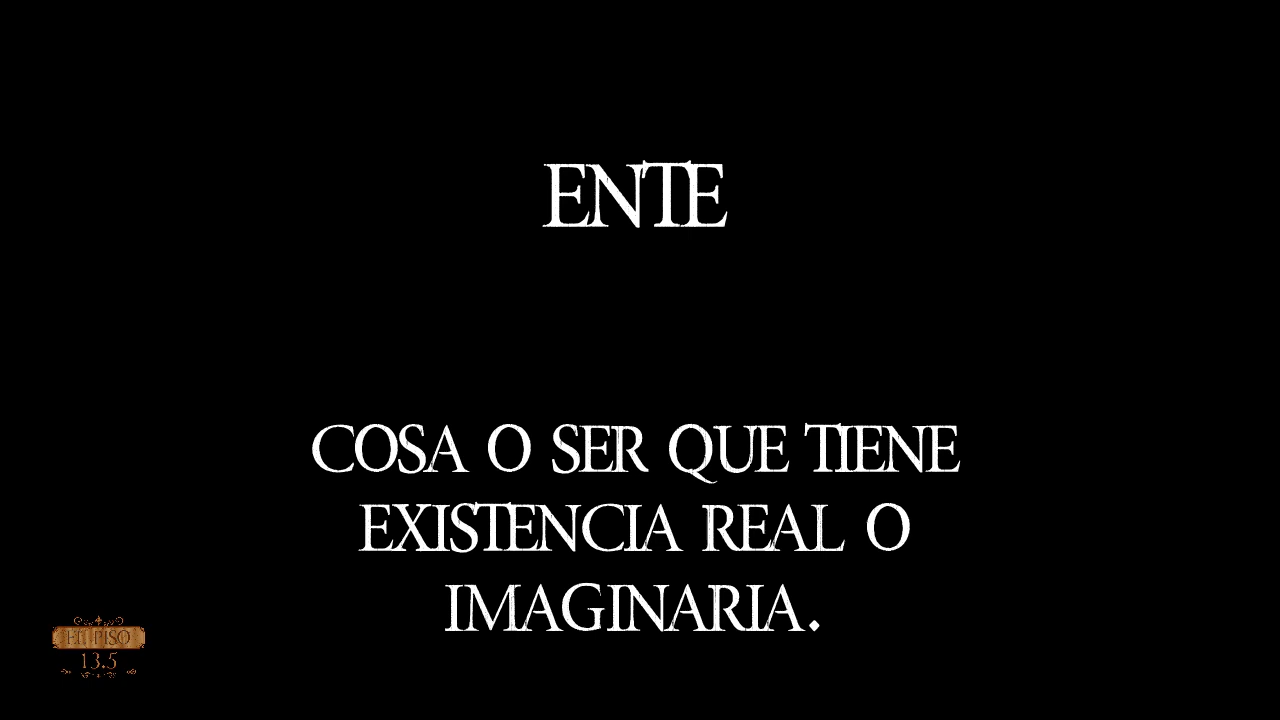 ENTE
COSA O SER QUE TIENE
EXISTENCIA REAL O
IMAGINARIA.
EL PISO
13.5